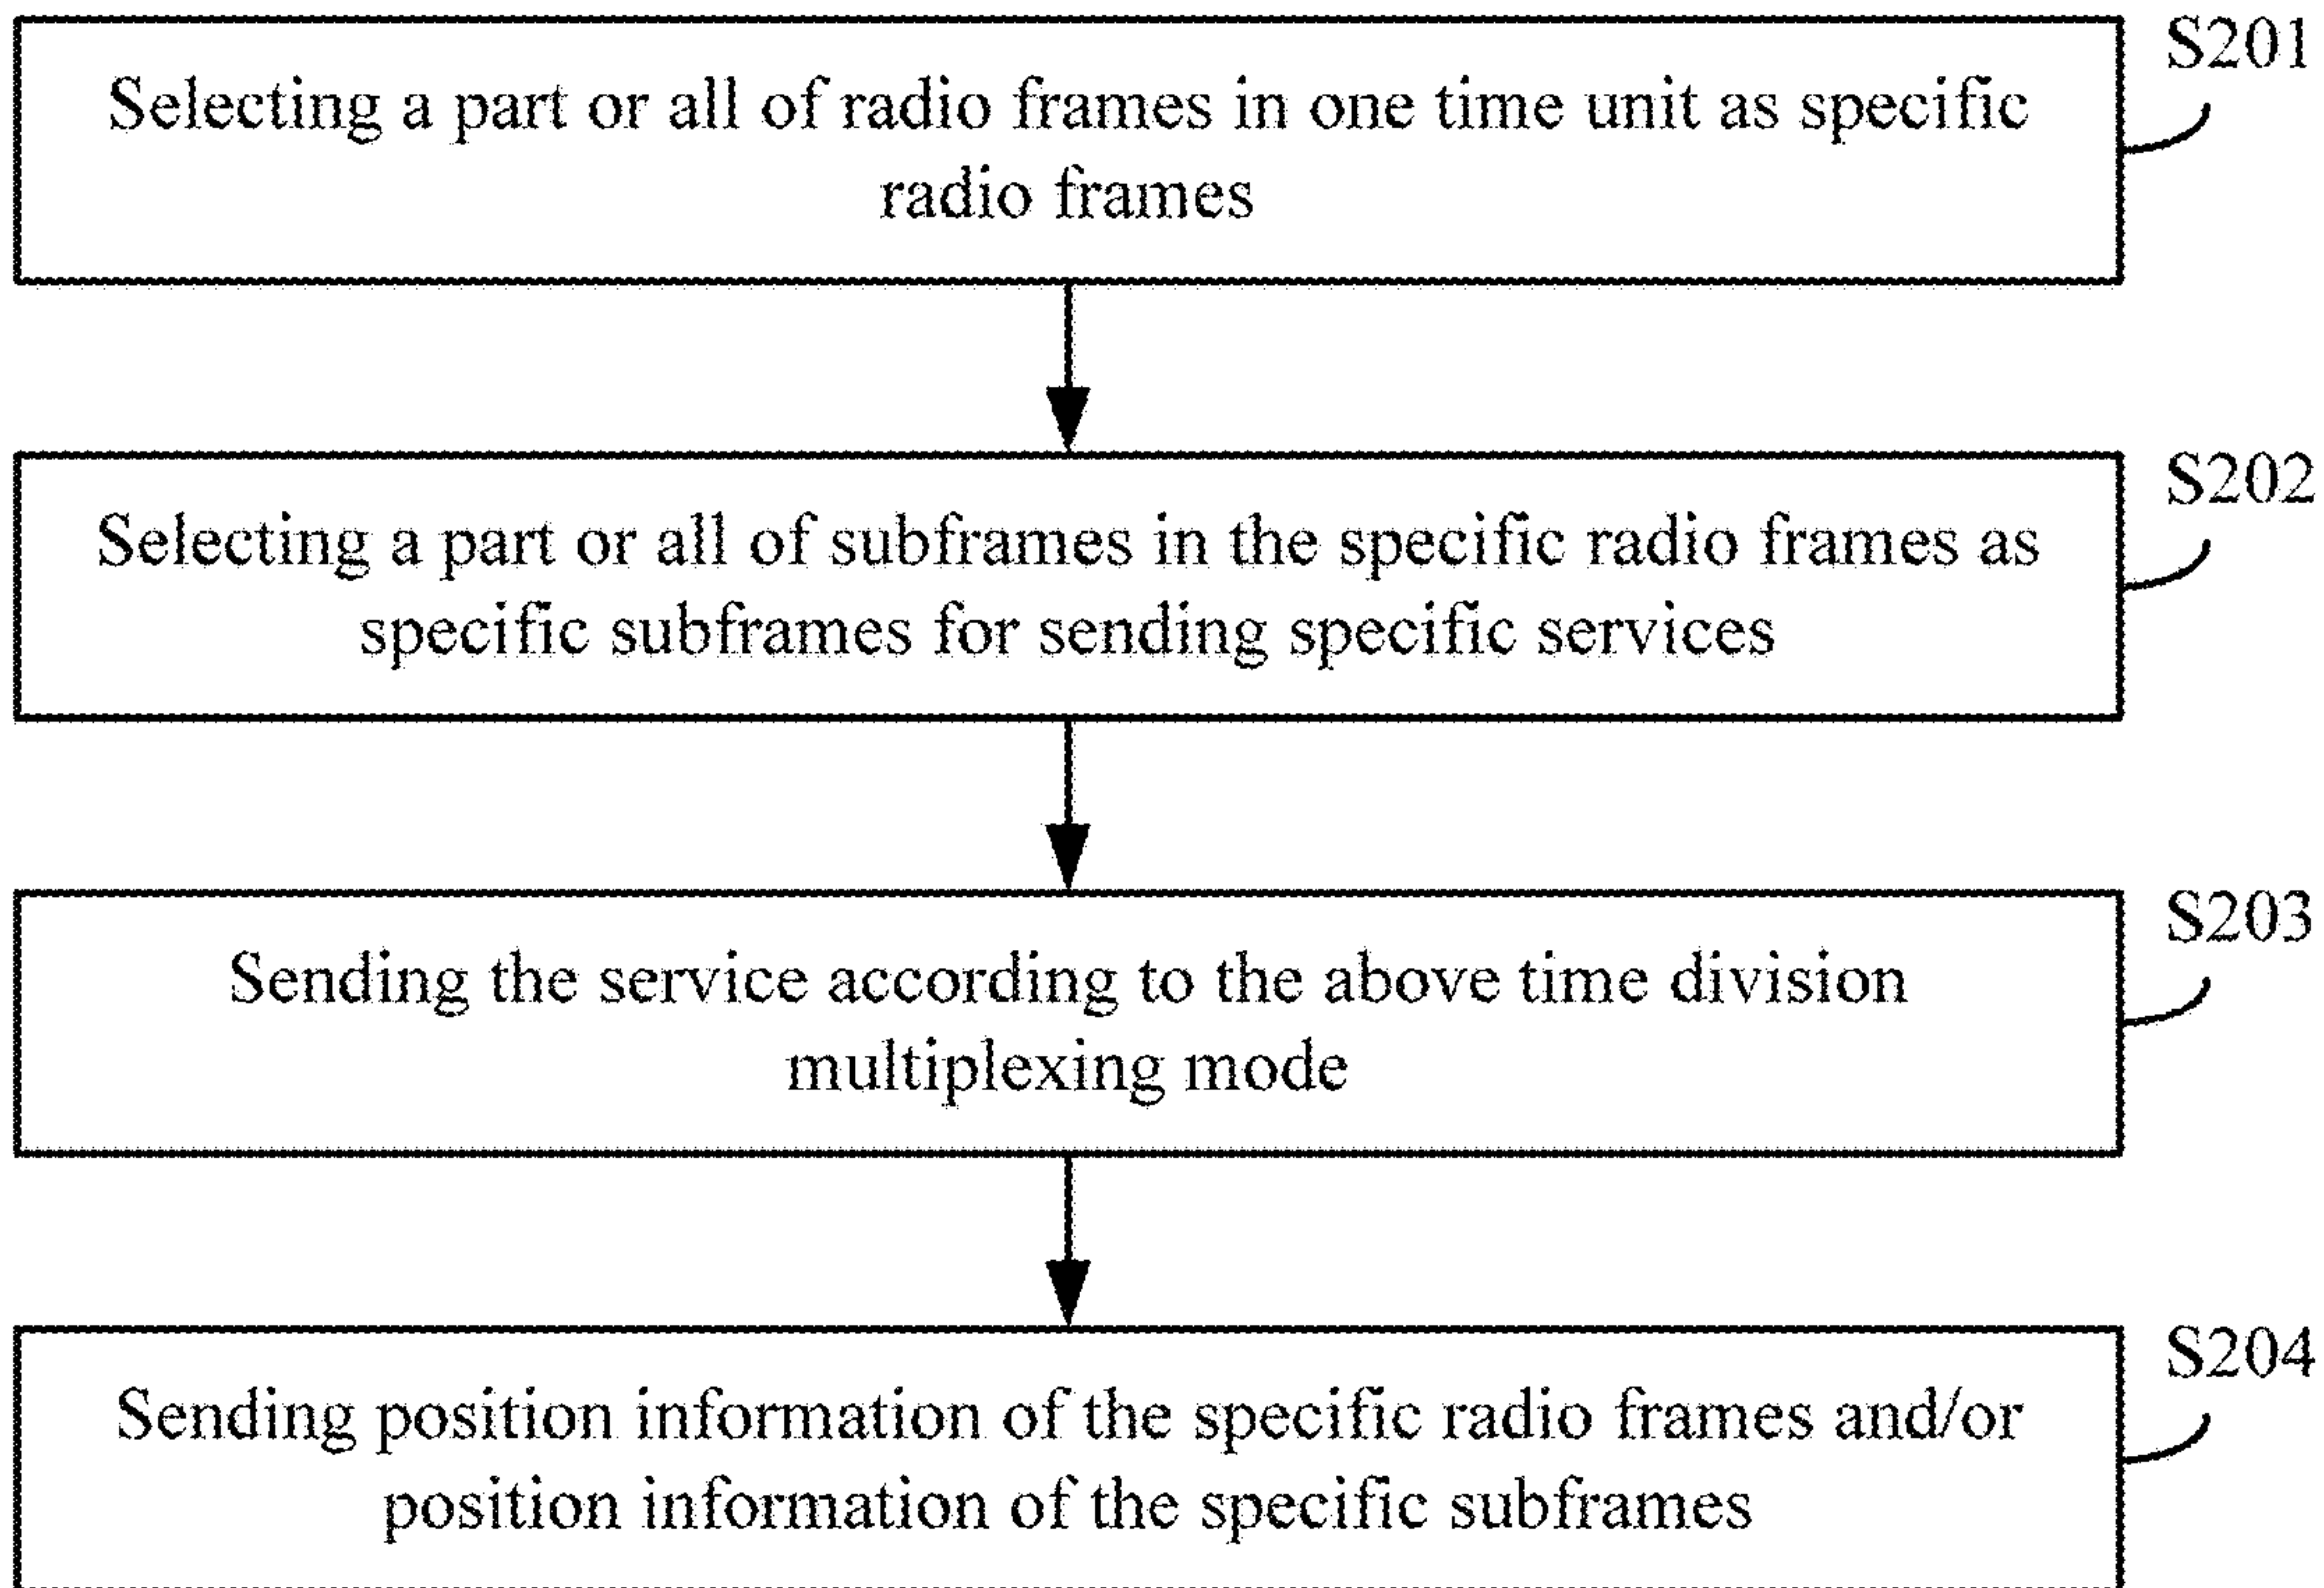 S201
Selecting a part or all of radio frames in one time unit as specific
radio frames
S202
Selecting a part or all of subframes in the specific radio frames as
specific subframes for sending specific services
S203
Sending the service according to the above time division
multiplexing mode
S204
Sending position information of the specific radio frames and/or
position information of the specific subframes